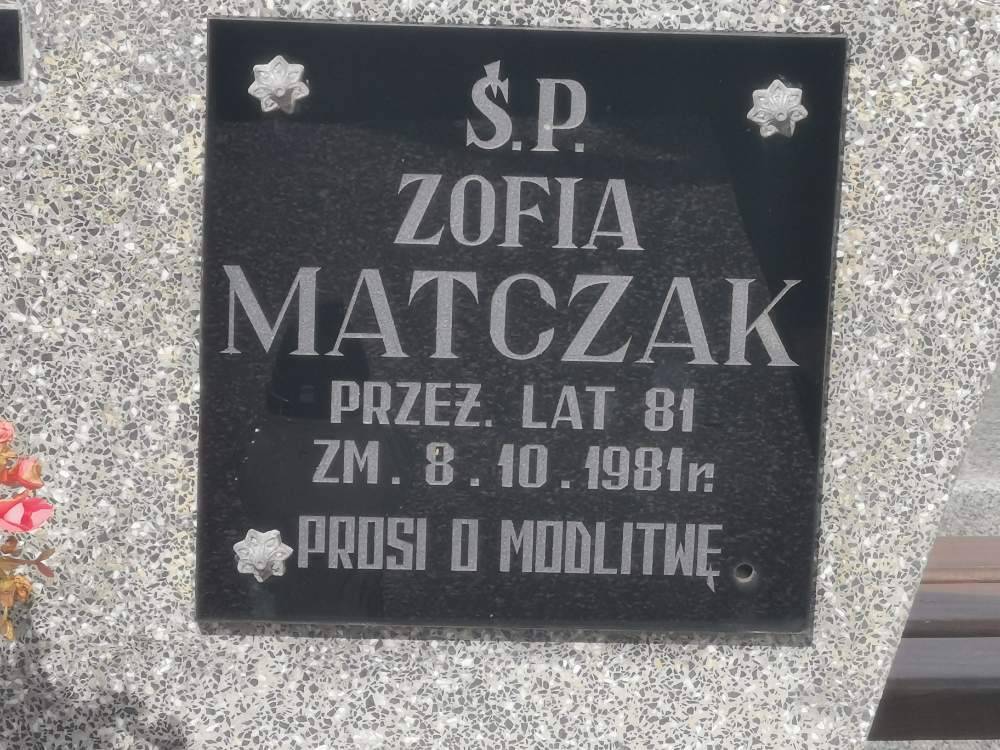 Ś.P.
ZOFIA
MATCZAK
PRZEŻ. LAT 81
ZM. 8.10.1981r.
PROSI O MODLITWĘ